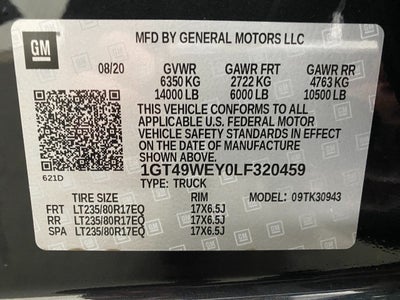 GM
MFD BY GENERAL MOTORS LLC
08/20 GVWR GAWR FRT GAWR RR
6350 KG 2722 KG 4763 KG
14000 LB 6000 LB 10500 LB
THIS VEHICLE CONFORMS TO ALL
APPLICABLE U.S. FEDERAL MOTOR
VEHICLE SAFETY STANDARDS IN EFFECT
ON THE DATE OF MANUFACTURE
SHOWN ABOVE.
621D
1GT49WEY0LF320459
TYPE: TRUCK
TIRE SIZE RIM MODEL: 09TK30943
FRT LT235/80R17EQ 17X6.5J
RR LT235/80R17EQ 17X6.5J
SPA LT235/80R17EQ 17X6.5J